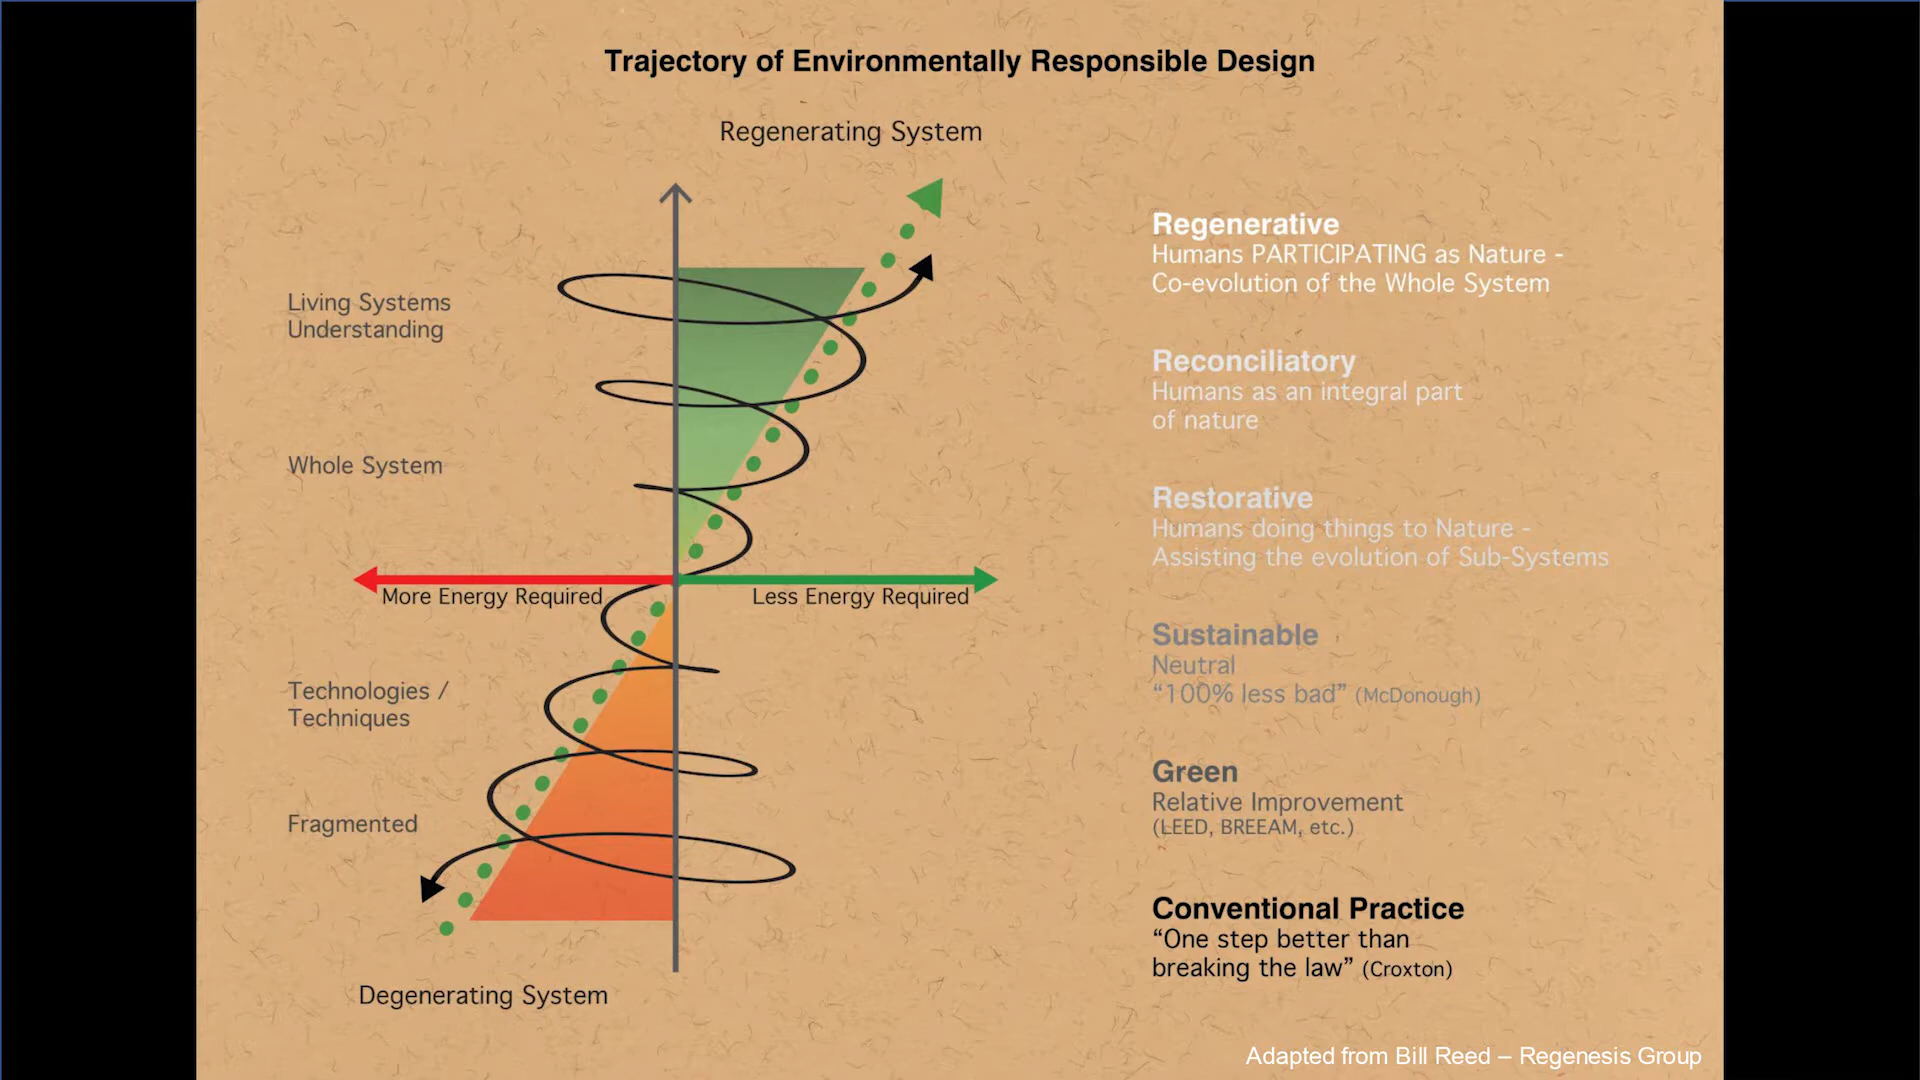 Trajectory of Environmentally Responsible Design
Regenerating System
Living Systems
Understanding
Whole System
More Energy Required
Less Energy Required
Technologies /
Techniques
Fragmented
Degenerating System
Regenerative
Humans PARTICIPATING as Nature -
Co-evolution of the Whole System
Reconciliatory
Humans as an integral part
of nature
Restorative
Humans doing things to Nature -
Assisting the evolution of Sub-Systems
Sustainable
Neutral
“100% less bad” (McDonough)
Green
Relative Improvement
(LEED, BREEAM, etc.)
Conventional Practice
“One step better than
breaking the law” (Croxton)
Adapted from Bill Reed – Regenesis Group